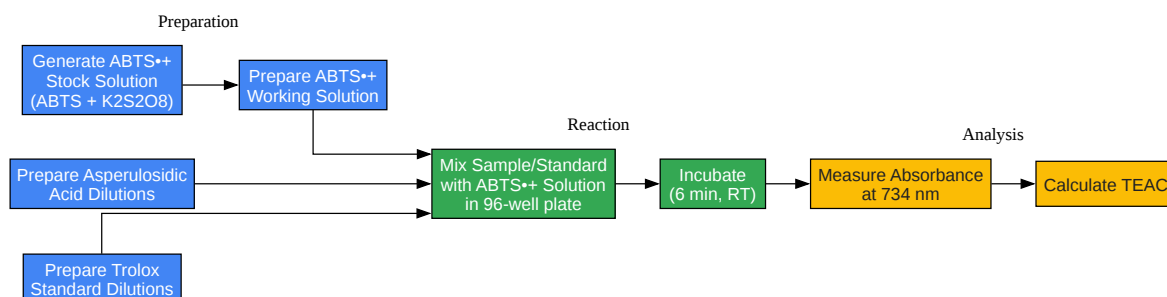 Preparation
Generate ABTS•+
Stock Solution
(ABTS + K2S2O8)
Prepare ABTS•+
Working Solution
Prepare Asperulosidic
Acid Dilutions
Prepare Trolox
Standard Dilutions
Reaction
Mix Sample/Standard
with ABTS•+ Solution
in 96-well plate
Incubate
(6 min, RT)
Analysis
Measure Absorbance
at 734 nm
Calculate TEAC